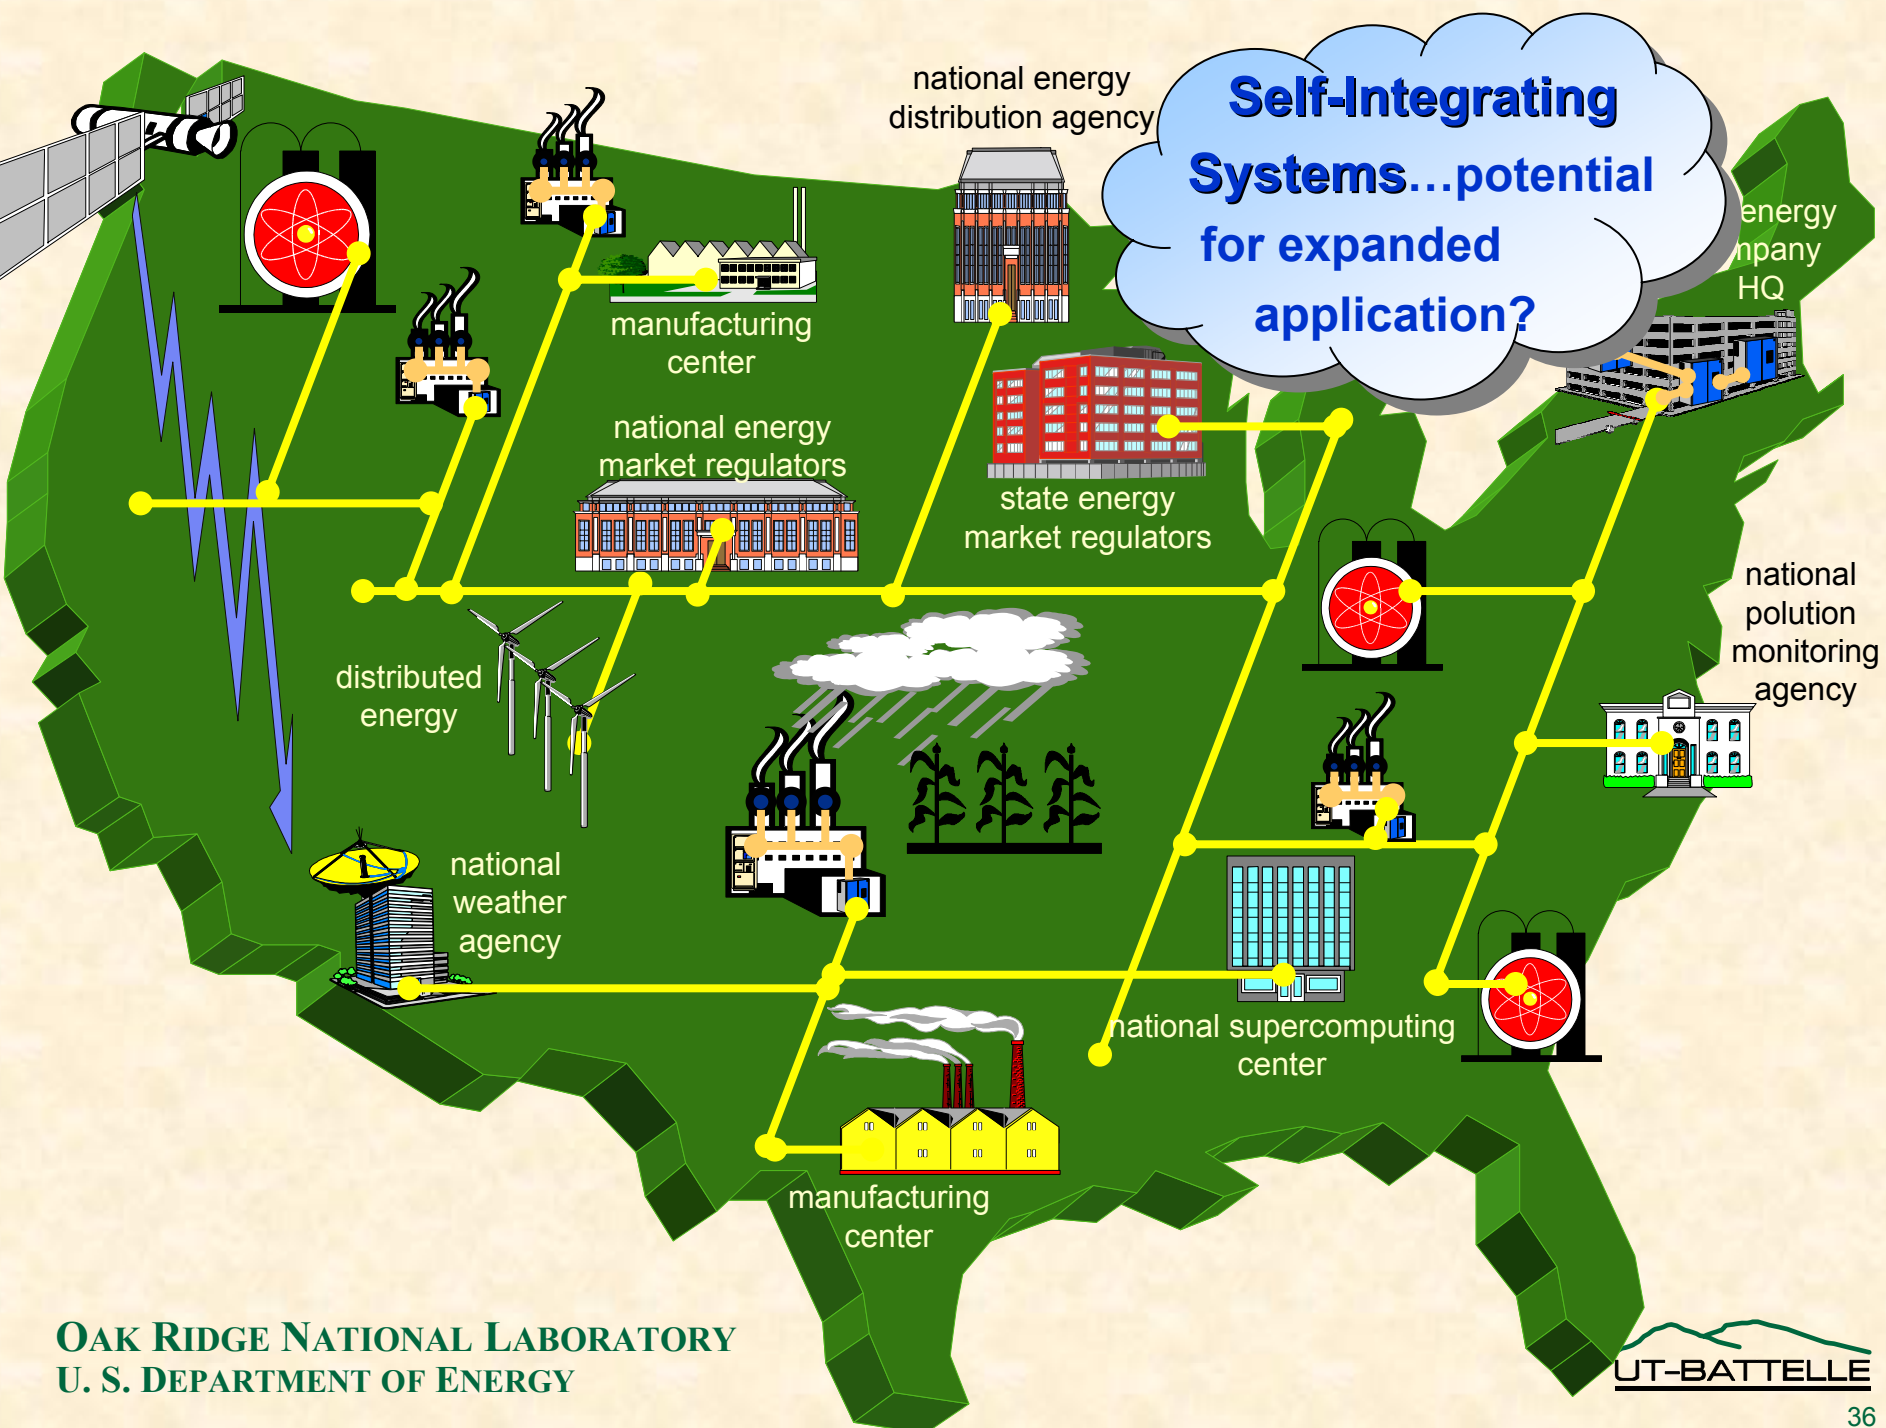 national energy
distribution agency
Self-Integrating
Systems...potential
for expanded
application?
energy
HQ
manufacturing
center
national energy
market regulators
state energy
market regulators
national
polution
monitoring
agency
distributed
energy
national
weather
agency
national supercomputing
center
manufacturing
center
OAK RIDGE NATIONAL LABORATORY
U. S. DEPARTMENT OF ENERGY
UT-BATTELLE
36